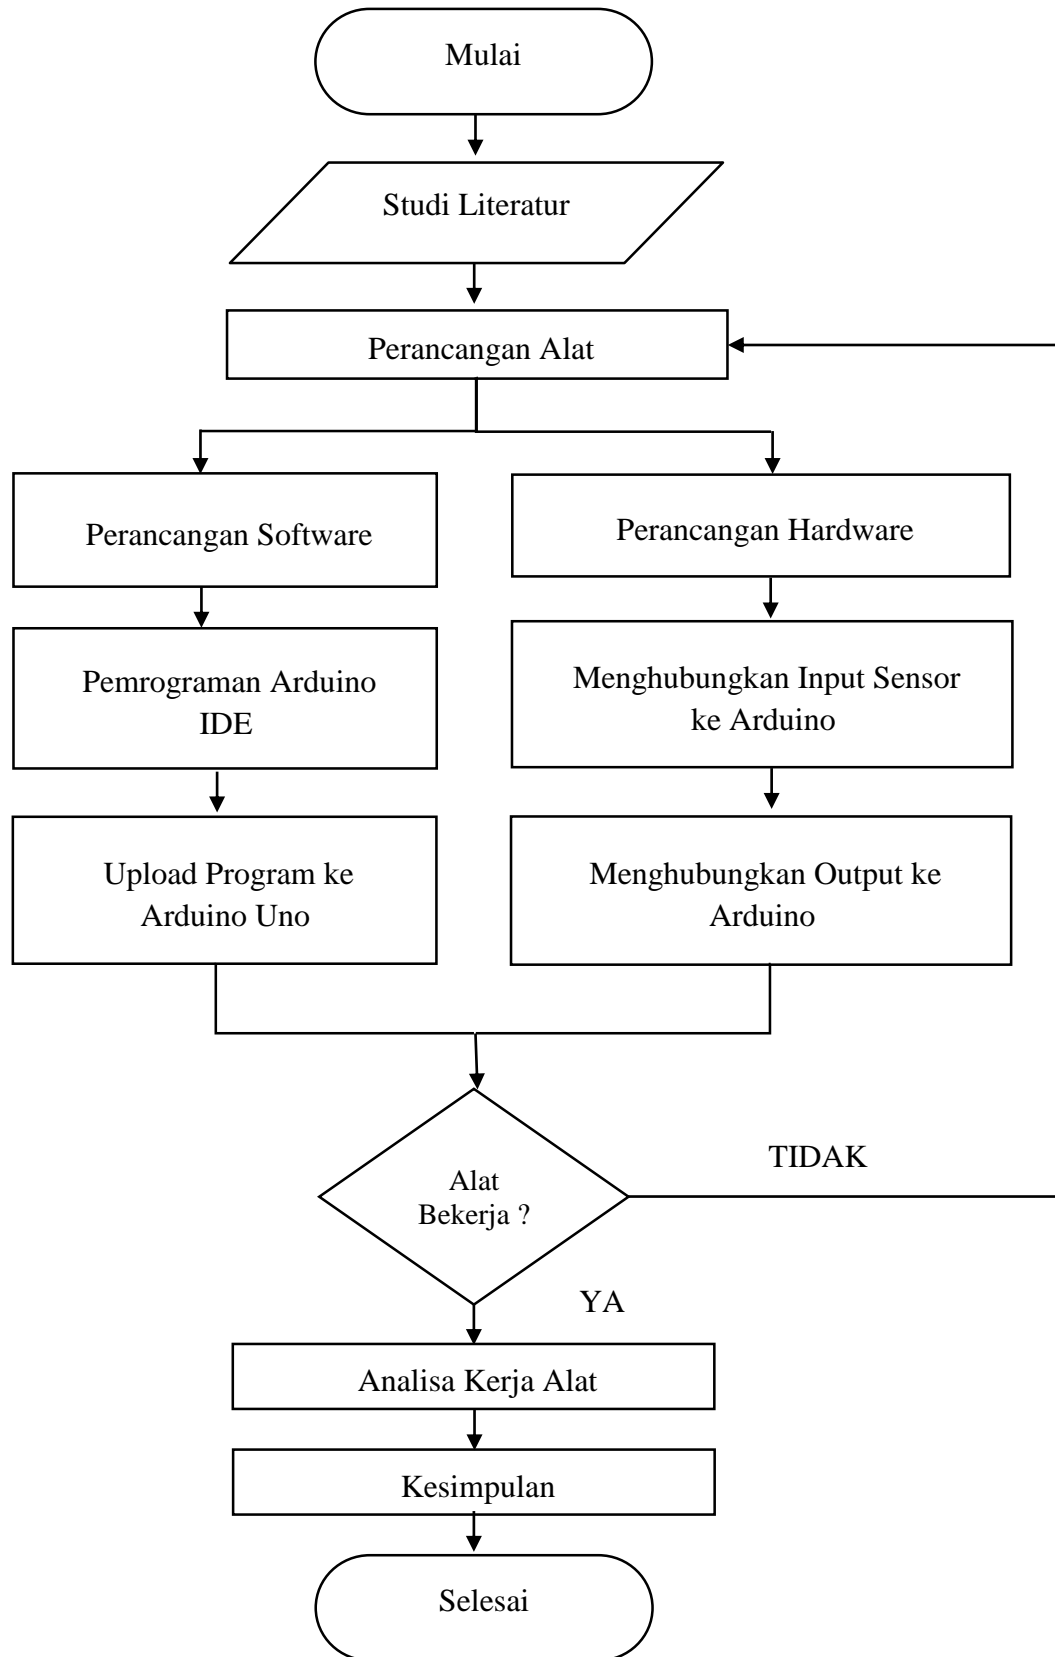 Mulai
Studi Literatur
Perancangan Alat
Perancangan Software
Perancangan Hardware
Pemrograman Arduino
IDE
Menghubungkan Input Sensor
ke Arduino
Upload Program ke
Arduino Uno
Menghubungkan Output ke
Arduino
Alat
Bekerja ?
TIDAK
YA
Analisa Kerja Alat
Kesimpulan
Selesai